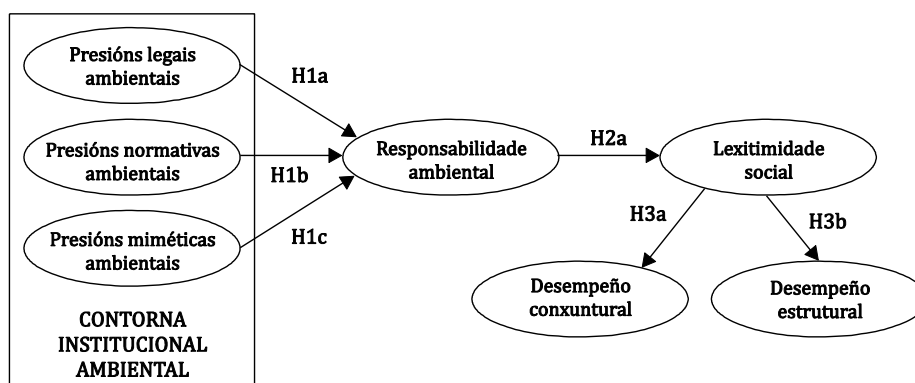 Presións legais
ambientais
H1a
Presións normativas
ambientais
H1b
Presións miméticas
ambientais
H1c
CONTORNA
INSTITUCIONAL
AMBIENTAL
Responsabilidade
ambiental
H2a
Lexitimidade
social
H3a
H3b
Desempeño
conxuntural
Desempeño
estrutural